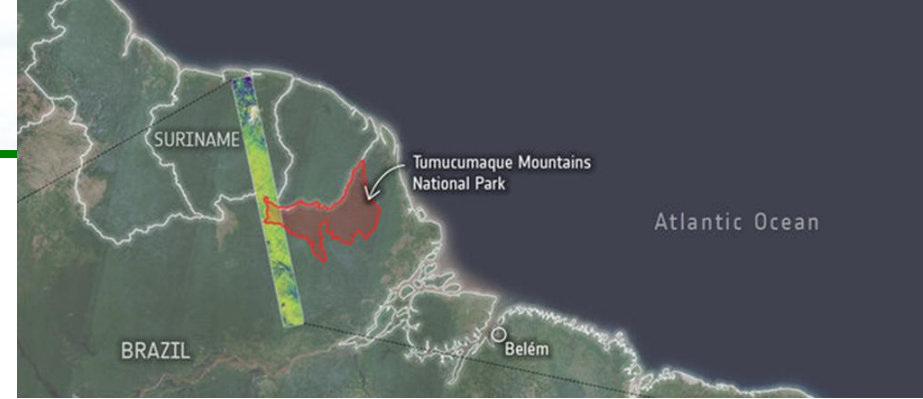 SURINAME
Tumucumaque Mountains
National Park
Atlantic Ocean
BRAZIL
Belém